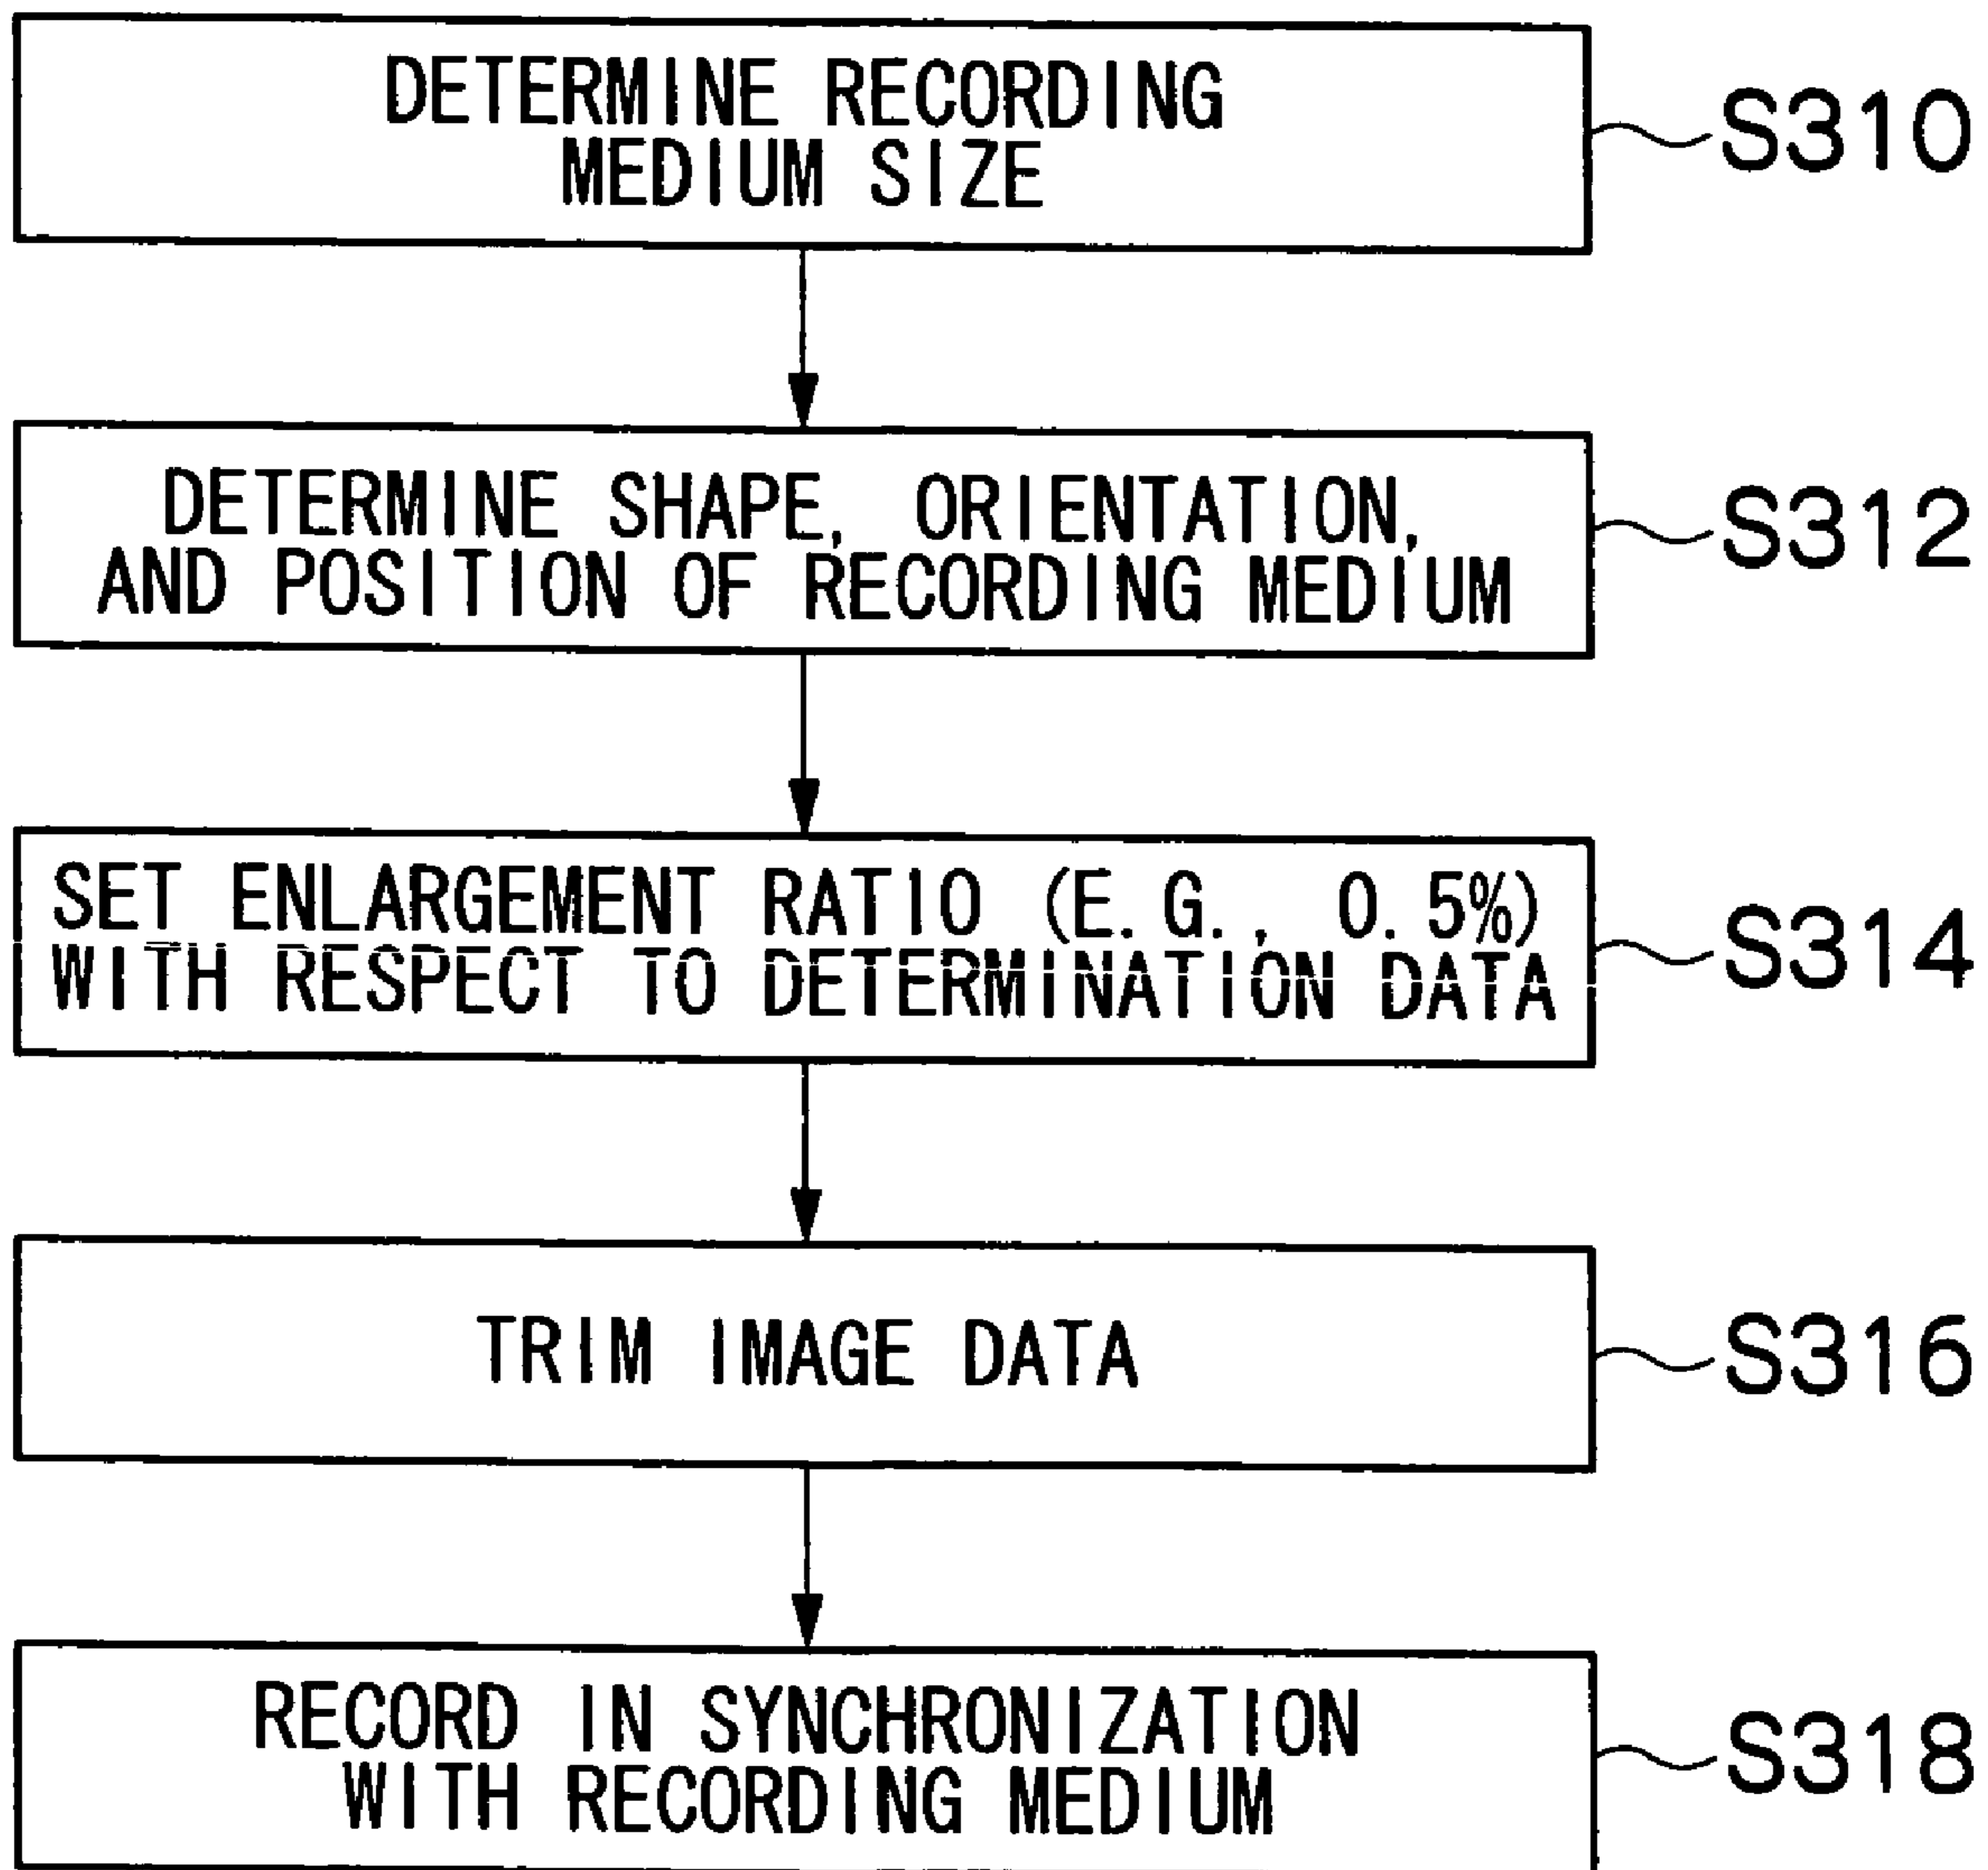 DETERMINE RECORDING
MEDIUM SIZE
S310
DETERMINE SHAPE, ORIENTATION,
AND POSITION OF RECORDING MEDIUM
S312
SET ENLARGEMENT RATIO (E.G., 0.5%)
WITH RESPECT TO DETERMINATION DATA
S314
TRIM IMAGE DATA
S316
RECORD IN SYNCHRONIZATION
WITH RECORDING MEDIUM
S318